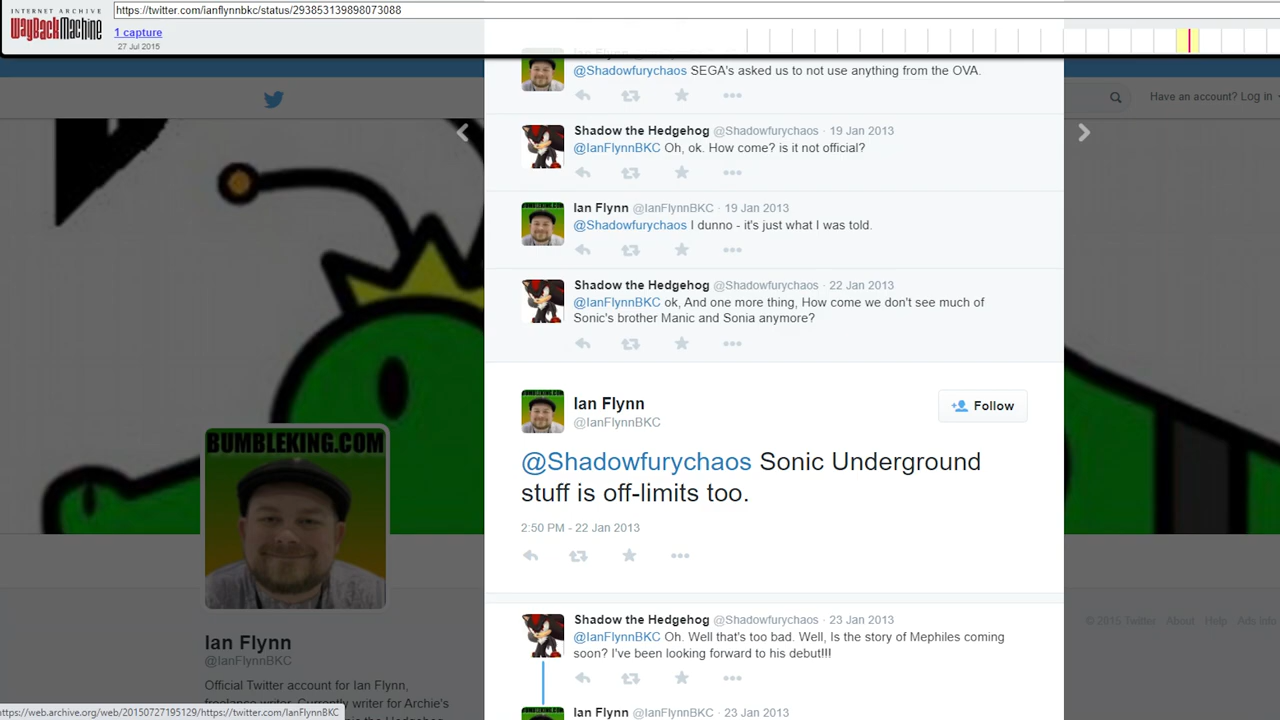 INTERNET ARCHIVE
WayBackMachine
https://twitter.com/ianflynnbkc/status/293853139898073088
1 capture
27 Jul 2015
Have an account? Log in
Ian Flynn
@Shadowfurychaos SEGA's asked us to not use anything from the OVA.
Shadow the Hedgehog @Shadowfurychaos · 19 Jan 2013
@IanFlynnBKC Oh, ok. How come? is it not official?
Ian Flynn @IanFlynnBKC · 19 Jan 2013
@Shadowfurychaos I dunno - it's just what I was told.
Shadow the Hedgehog @Shadowfurychaos · 22 Jan 2013
@IanFlynnBKC ok, And one more thing, How come we don't see much of
Sonic's brother Manic and Sonia anymore?
Ian Flynn
@IanFlynnBKC
Follow
@Shadowfurychaos Sonic Underground
stuff is off-limits too.
2:50 PM - 22 Jan 2013
Shadow the Hedgehog @Shadowfurychaos · 23 Jan 2013
@IanFlynnBKC Oh. Well that's too bad. Well, Is the story of Mephiles coming
soon? I've been looking forward to his debut!!!
Ian Flynn @IanFlynnBKC · 23 Jan 2013
BUMBLEKING.COM
Ian Flynn
@IanFlynnBKC
Official Twitter account for Ian Flynn,
freelance writer. Currently writer for Archie's
the Hedgehog
© 2015 Twitter About Help Ads info
https://web.archive.org/web/20150727195129/https://twitter.com/IanFlynnBKC